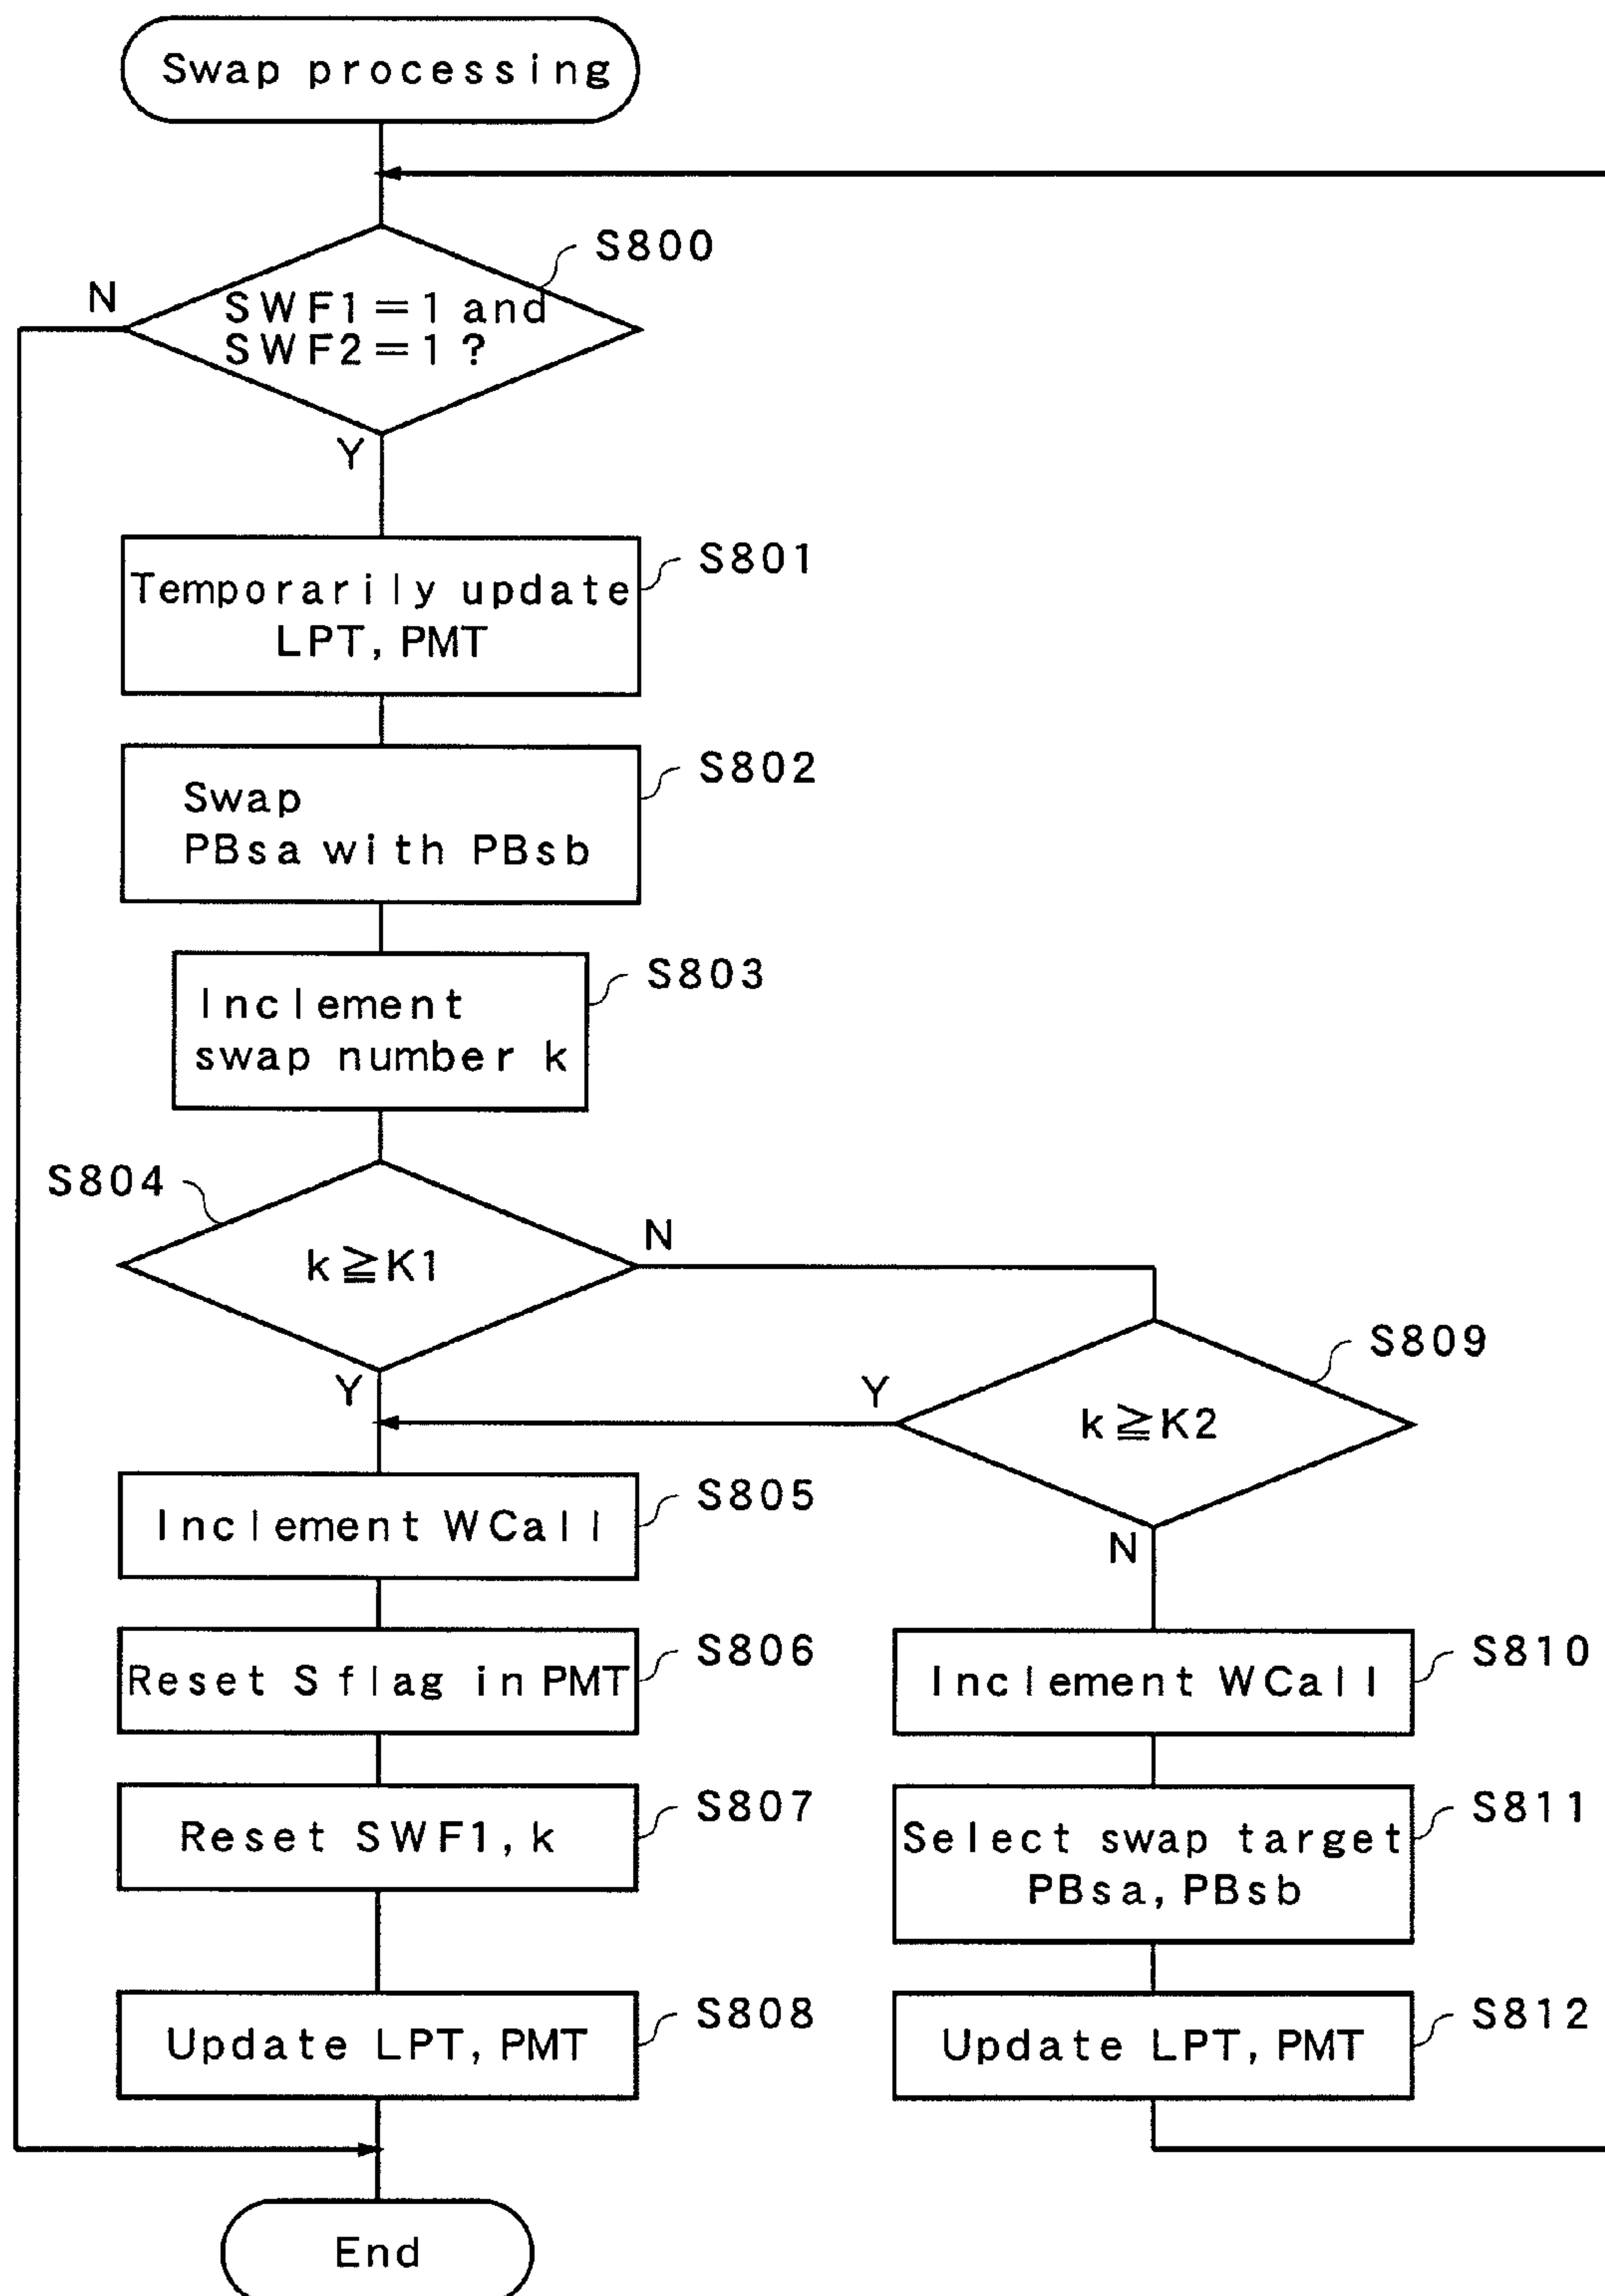 Swap processing
S800
N
SWF1=1 and
SWF2=1?
Y
S801
Temporarily update
LPT, PMT
S802
Swap
PBsa with PBsb
S803
Inclement
swap number k
S804
k≧K1
N
Y
S809
k≧K2
Y
N
S805
Inclement WCall
S806
Reset S flag in PMT
S807
Reset SWF1, k
S808
Update LPT, PMT
S810
Inclement WCall
S811
Select swap target
PBsa, PBsb
S812
Update LPT, PMT
End